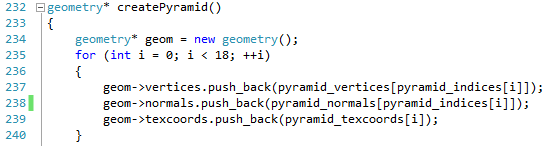 232 geometry* createPyramid()
233 {
234 geometry* geom = new geometry();
235 for (int i = 0; i < 18; ++i)
236 {
237 geom->vertices.push_back(pyramid_vertices[pyramid_indices[i]]);
238 geom->normals.push_back(pyramid_normals[pyramid_indices[i]]);
239 geom->texcoords.push_back(pyramid_texcoords[i]);
240 }